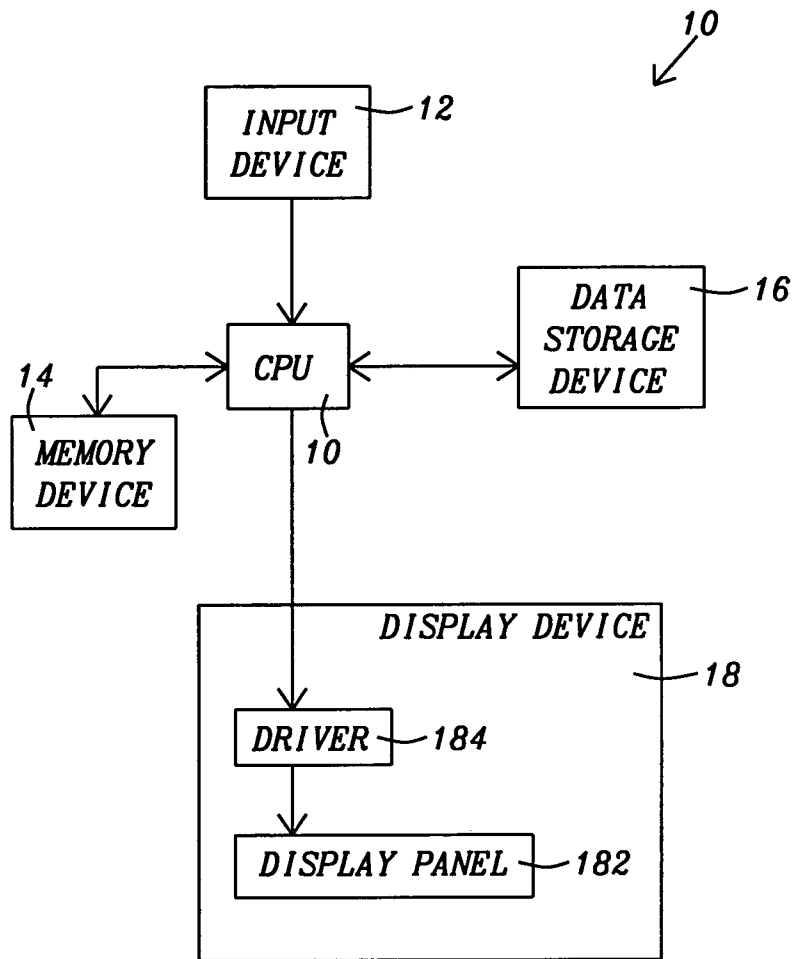 10
INPUT
DEVICE
12
DATA
STORAGE
DEVICE
16
CPU
10
14
MEMORY
DEVICE
DISPLAY DEVICE
18
DRIVER
184
DISPLAY PANEL
182